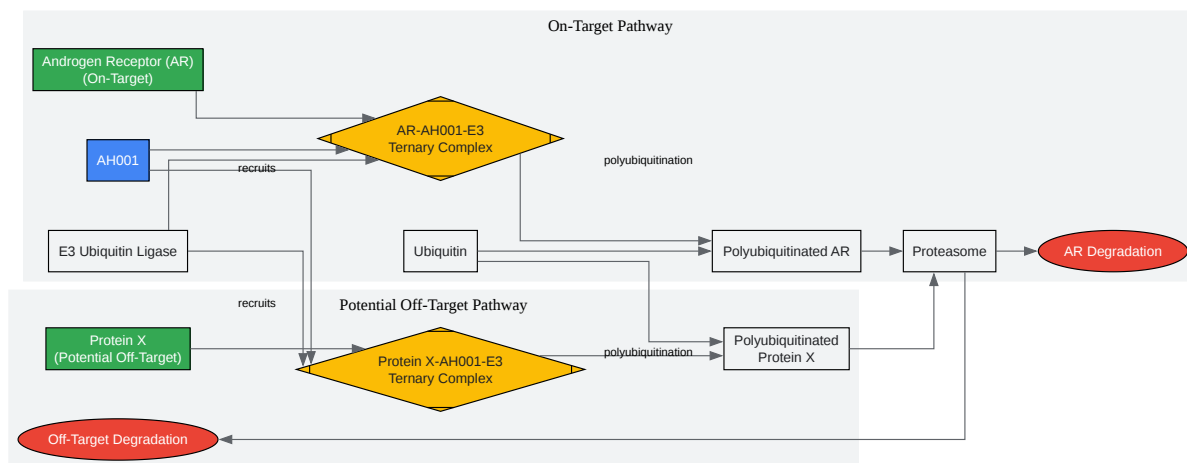 On-Target Pathway
Androgen Receptor (AR)
(On-Target)
AR-AH001-E3
Ternary Complex
AH001
recruits
polyubiquitination
E3 Ubiquitin Ligase
Ubiquitin
Polyubiquitinated AR
Proteasome
AR Degradation
recruits
Potential Off-Target Pathway
Protein X
(Potential Off-Target)
Protein X-AH001-E3
Ternary Complex
polyubiquitination
Polyubiquitinated
Protein X
Off-Target Degradation